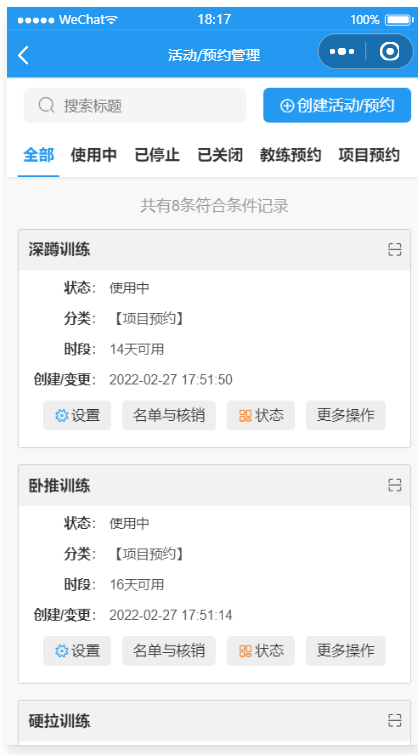 WeChat 18:17 100%
活动/预约管理
搜索标题 创建活动/预约
全部 使用中 已停止 已关闭 教练预约 项目预约
共有8条符合条件记录
深蹲训练
状态： 使用中
分类： 【项目预约】
时段： 14天可用
创建/变更： 2022-02-27 17:51:50
设置 名单与核销 状态 更多操作
卧推训练
状态： 使用中
分类： 【项目预约】
时段： 16天可用
创建/变更： 2022-02-27 17:51:14
设置 名单与核销 状态 更多操作
硬拉训练